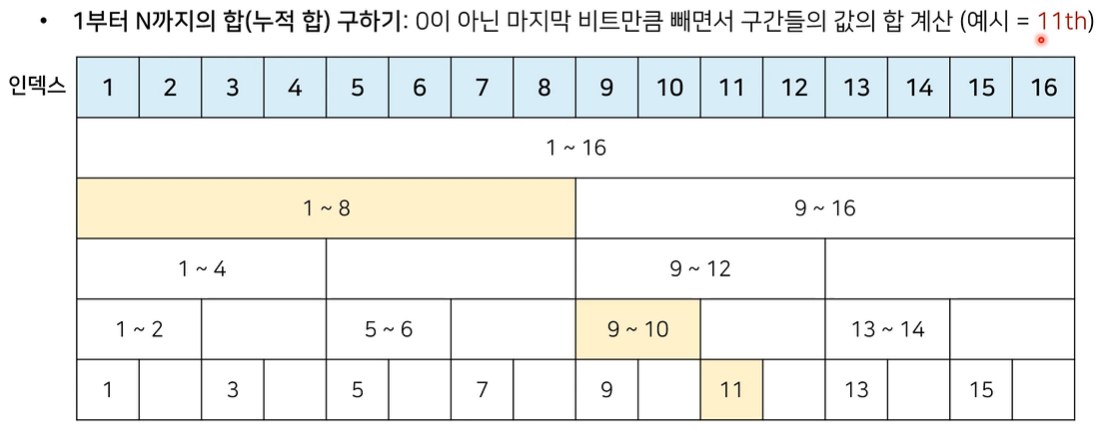 • 1부터 N까지의 합(누적 합) 구하기: 0이 아닌 마지막 비트만큼 빼면서 구간들의 값의 합 계산 (예시 = 11th)
인덱스 1 2 3 4 5 6 7 8 9 10 11 12 13 14 15 16
1 ~ 16
1 ~ 8 9 ~ 16
1 ~ 4 9 ~ 12
1 ~ 2 5 ~ 6 9 ~ 10 13 ~ 14
1 3 5 7 9 11 13 15